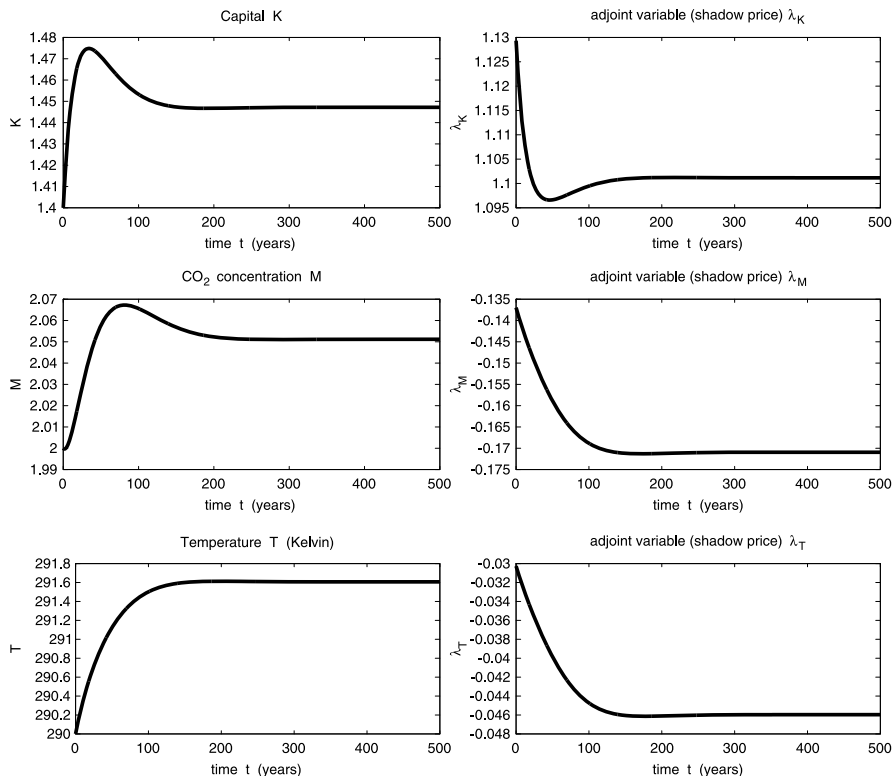 Capital K
1.48
1.47
1.46
1.45
1.44
1.43
1.42
1.41
1.4
K
0 100 200 300 400 500
time t (years)
adjoint variable (shadow price) λK
1.13
1.125
1.12
1.115
1.11
1.105
1.1
1.095
λK
0 100 200 300 400 500
time t (years)
CO2 concentration M
2.07
2.06
2.05
2.04
2.03
2.02
2.01
2
1.99
M
0 100 200 300 400 500
time t (years)
adjoint variable (shadow price) λM
-0.135
-0.14
-0.145
-0.15
-0.155
-0.16
-0.165
-0.17
-0.175
λM
0 100 200 300 400 500
time t (years)
Temperature T (Kelvin)
291.8
291.6
291.4
291.2
291
290.8
290.6
290.4
290.2
290
T
0 100 200 300 400 500
time t (years)
adjoint variable (shadow price) λT
-0.03
-0.032
-0.034
-0.036
-0.038
-0.04
-0.042
-0.044
-0.046
-0.048
λT
0 100 200 300 400 500
time t (years)